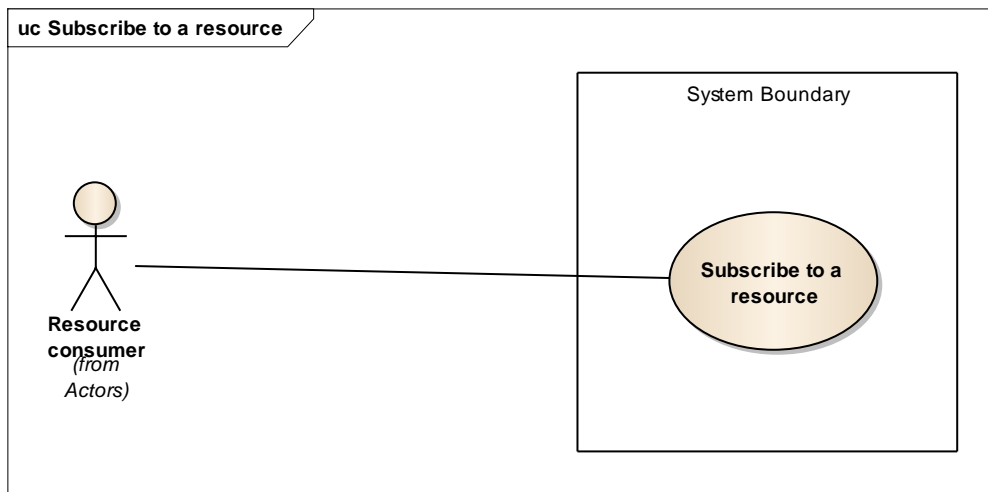 uc Subscribe to a resource
System Boundary
Subscribe to a
resource
Resource
consumer
(from
Actors)